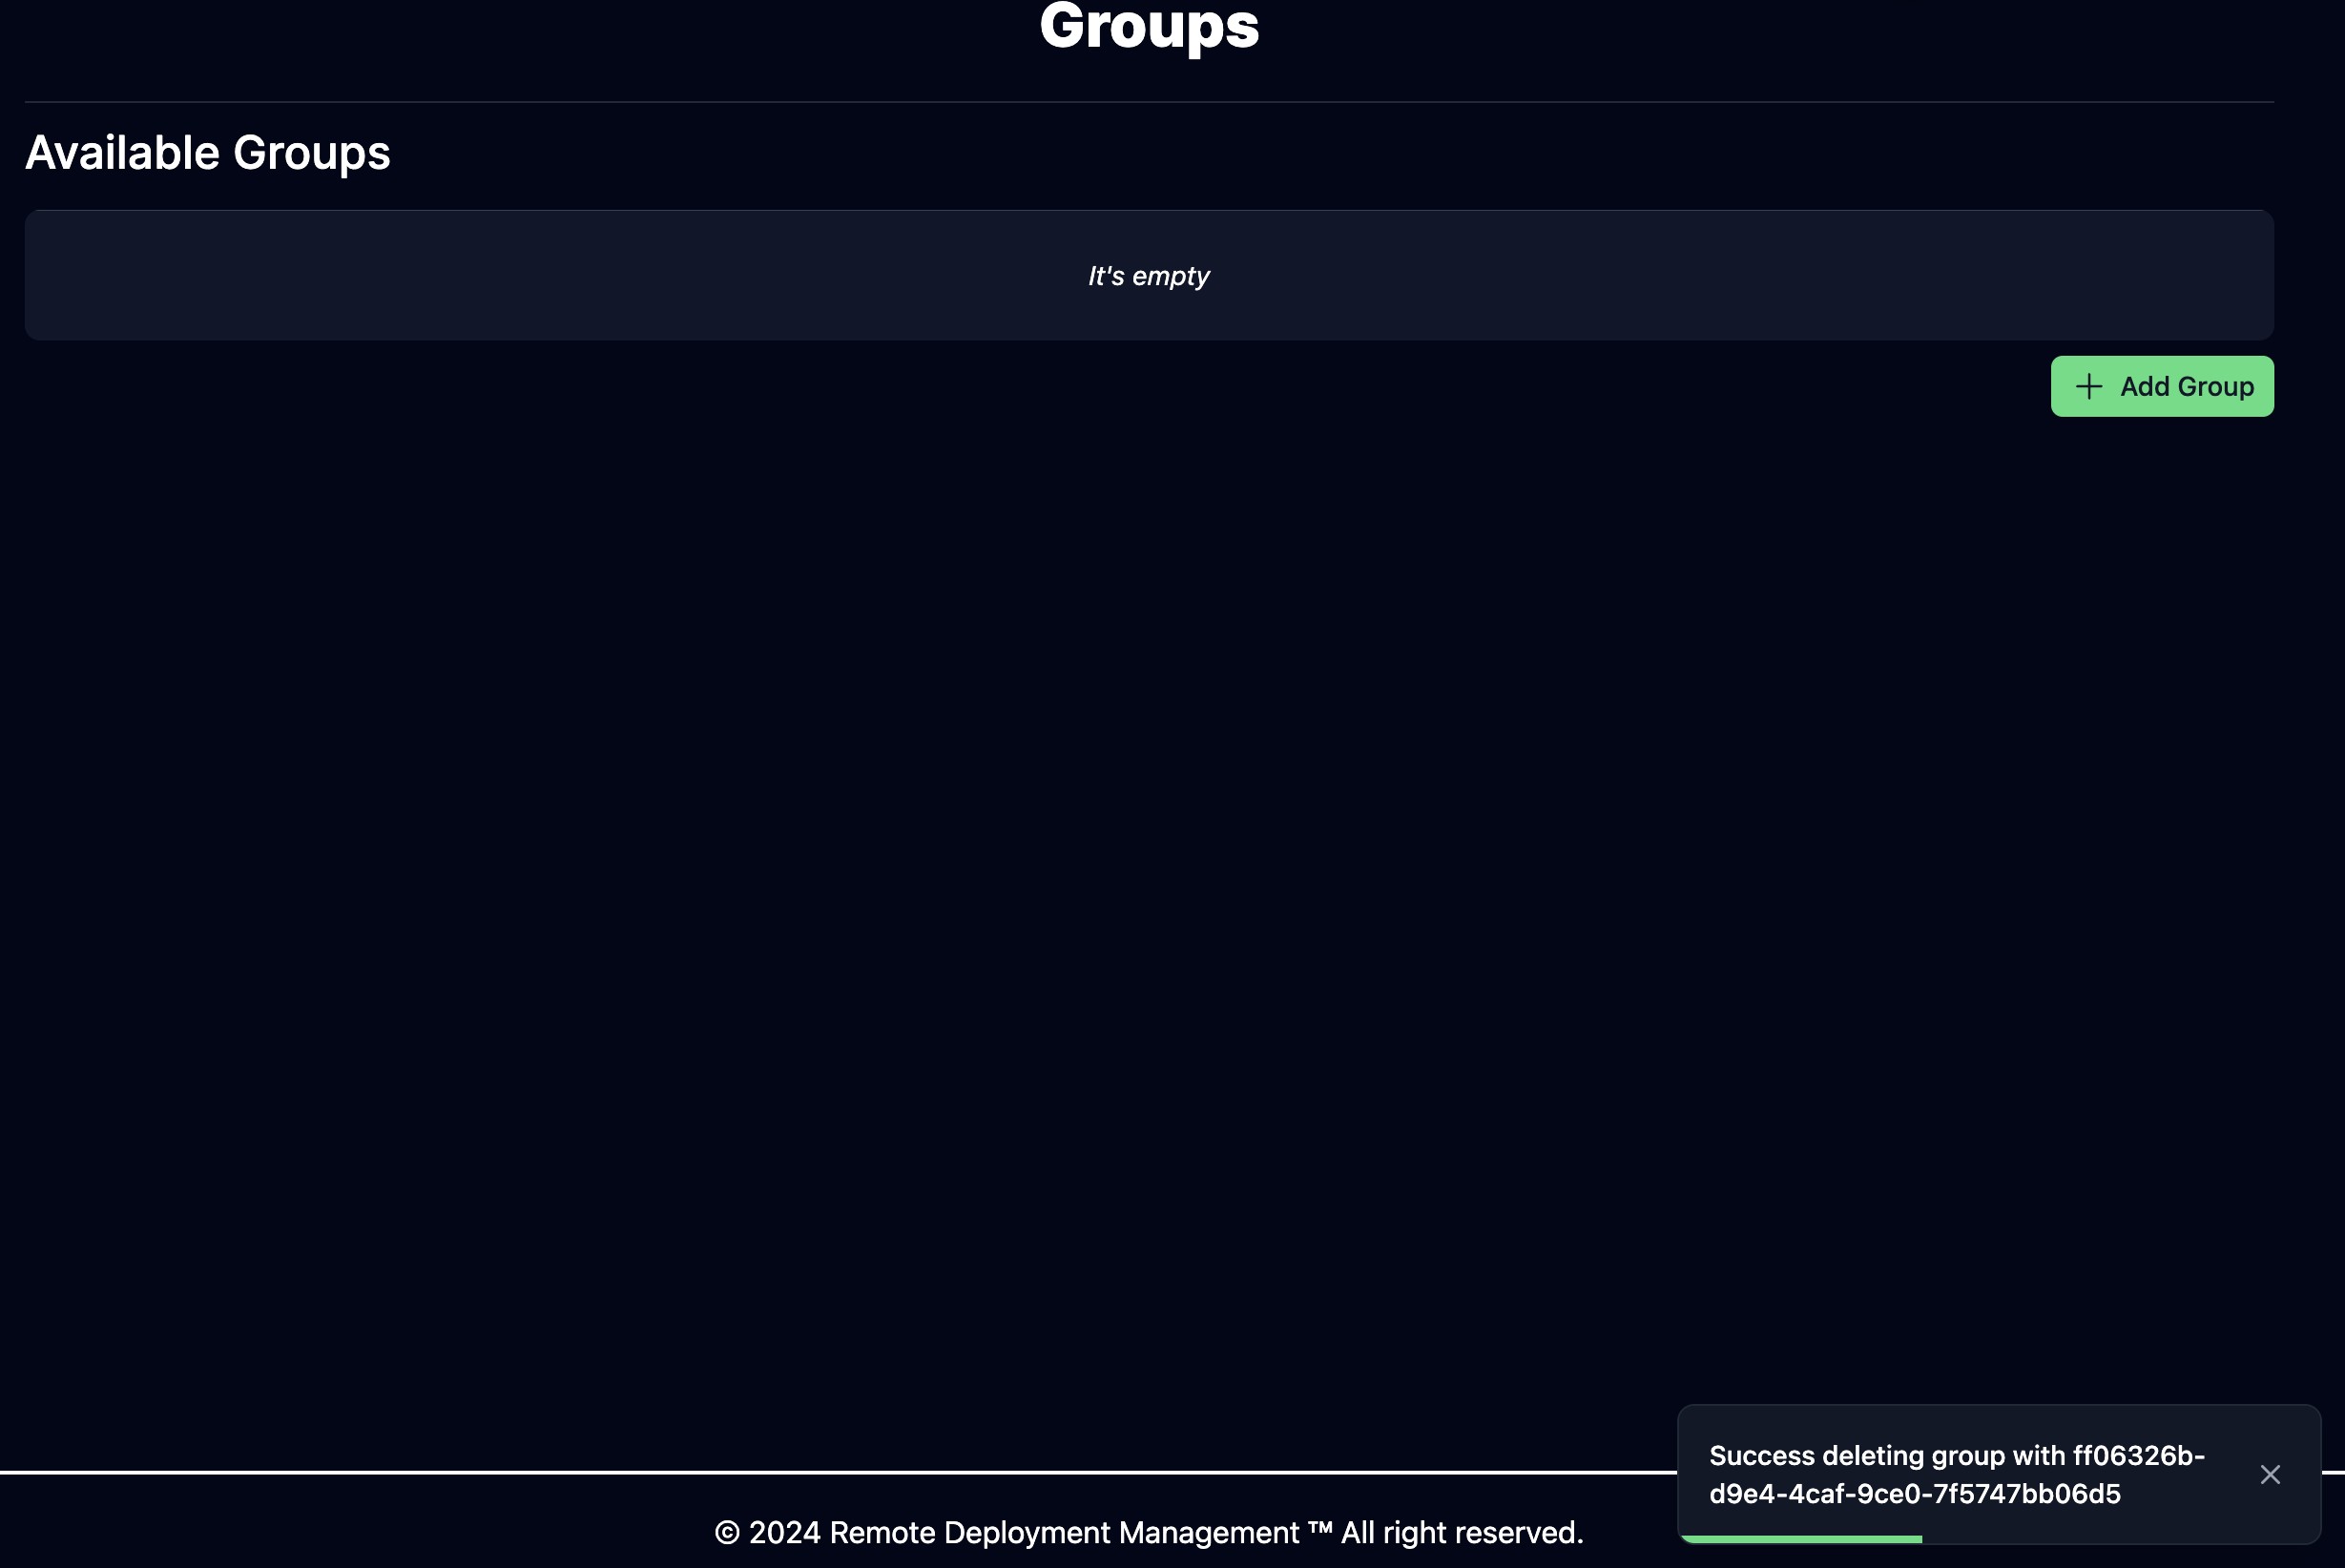 Groups
Available Groups
It's empty
Add Group
Success deleting group with ff06326b-
d9e4-4caf-9ce0-7f5747bb06d5
© 2024 Remote Deployment Management ™ All right reserved.